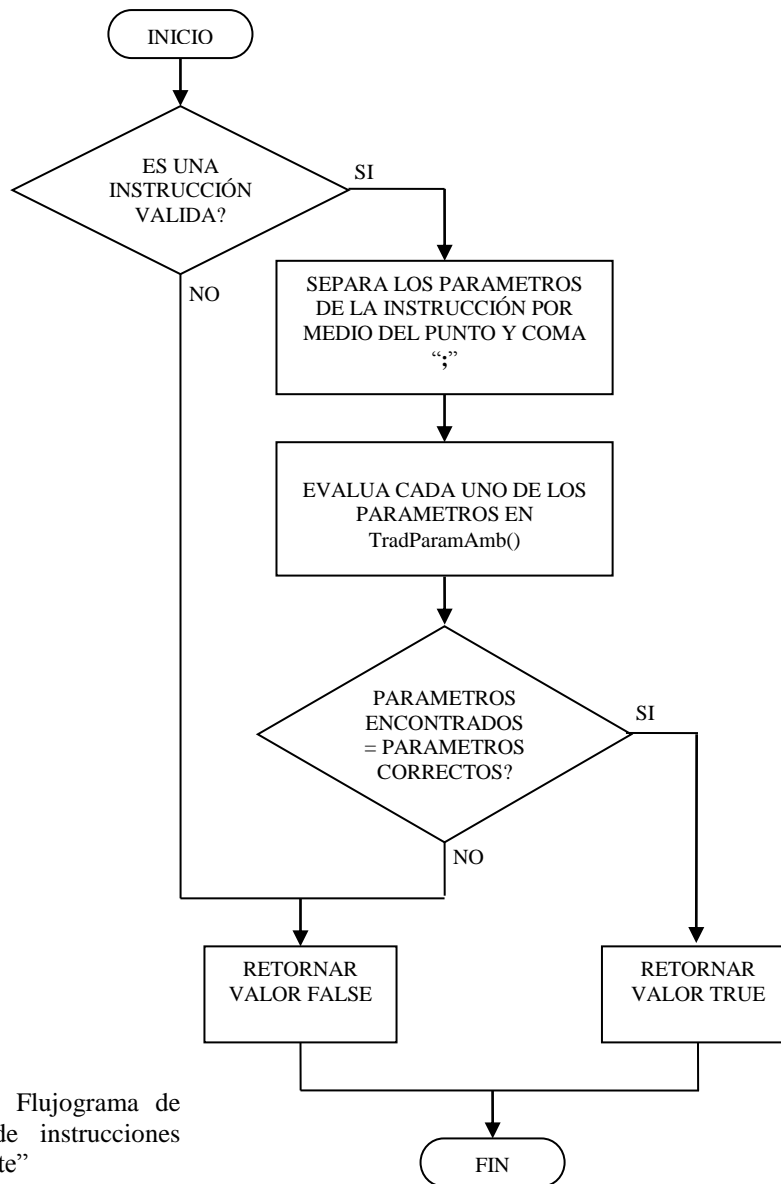 INICIO
ES UNA
INSTRUCCIÓN
VALIDA?
SI
NO
SEPARA LOS PARAMETROS
DE LA INSTRUCCIÓN POR
MEDIO DEL PUNTO Y COMA
“;”
EVALUA CADA UNO DE LOS
PARAMETROS EN
TradParamAmb()
PARAMETROS
ENCONTRADOS
= PARAMETROS
CORRECTOS?
SI
NO
RETORNAR
VALOR FALSE
RETORNAR
VALOR TRUE
Flujograma de
de instrucciones
te”
FIN